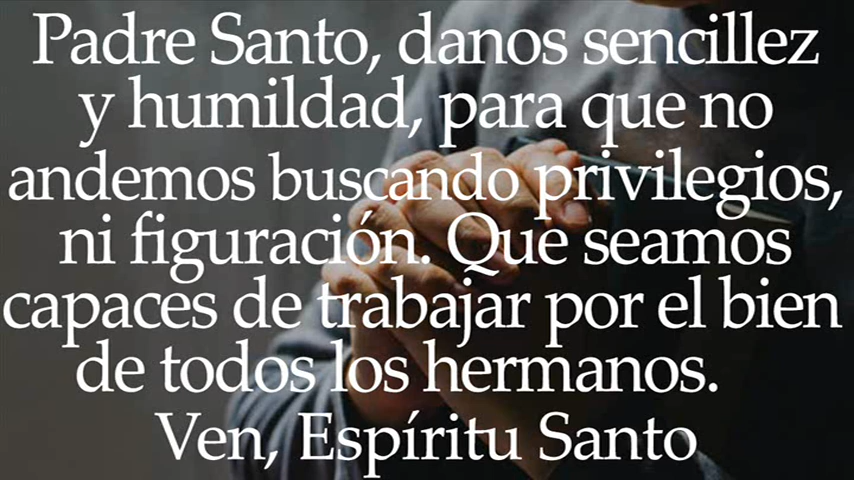 Padre Santo, danos sencillez
y humildad, para que no
andemos buscando privilegios,
ni figuración. Que seamos
capaces de trabajar por el bien
de todos los hermanos.
Ven, Espíritu Santo